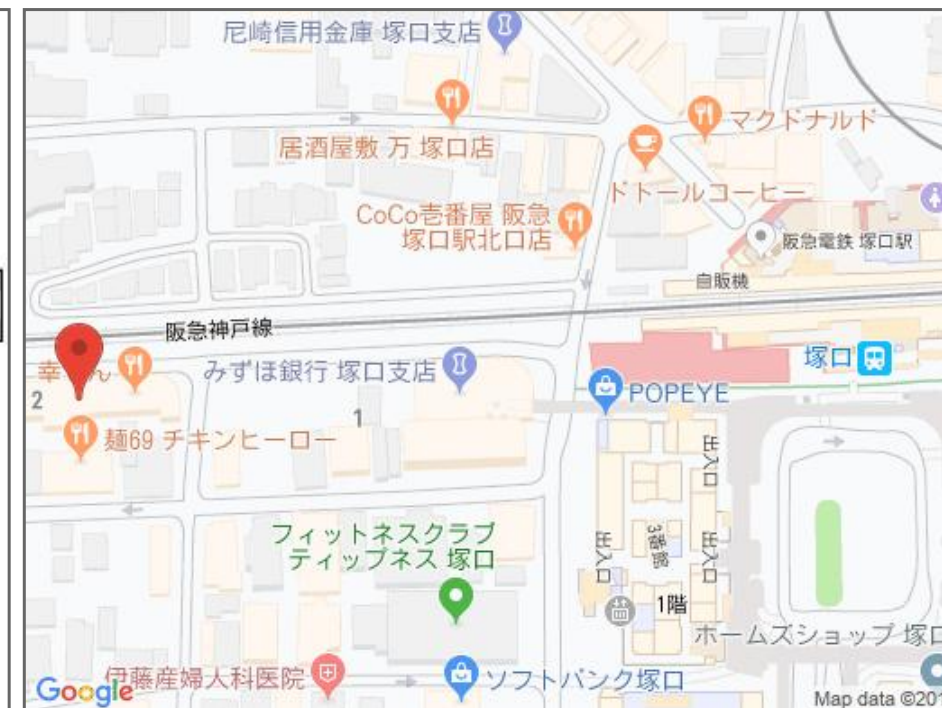 尼崎信用金庫 塚口支店
マクドナルド
居酒屋敷 万 塚口店
ドトールコーヒー
CoCo壱番屋 阪急
塚口駅北口店
阪急電鉄 塚口駅
自販機
阪急神戸線
塚口
みずほ銀行 塚口支店
POPEYE
2
1
麺69 チキンヒーロー
出入口
フィットネスクラブ
ティップネス 塚口
3番館
出入口
出入口
1階
ホームズショップ 塚口
伊藤産婦人科医院
ソフトバンク塚口
Google
Map data ©201